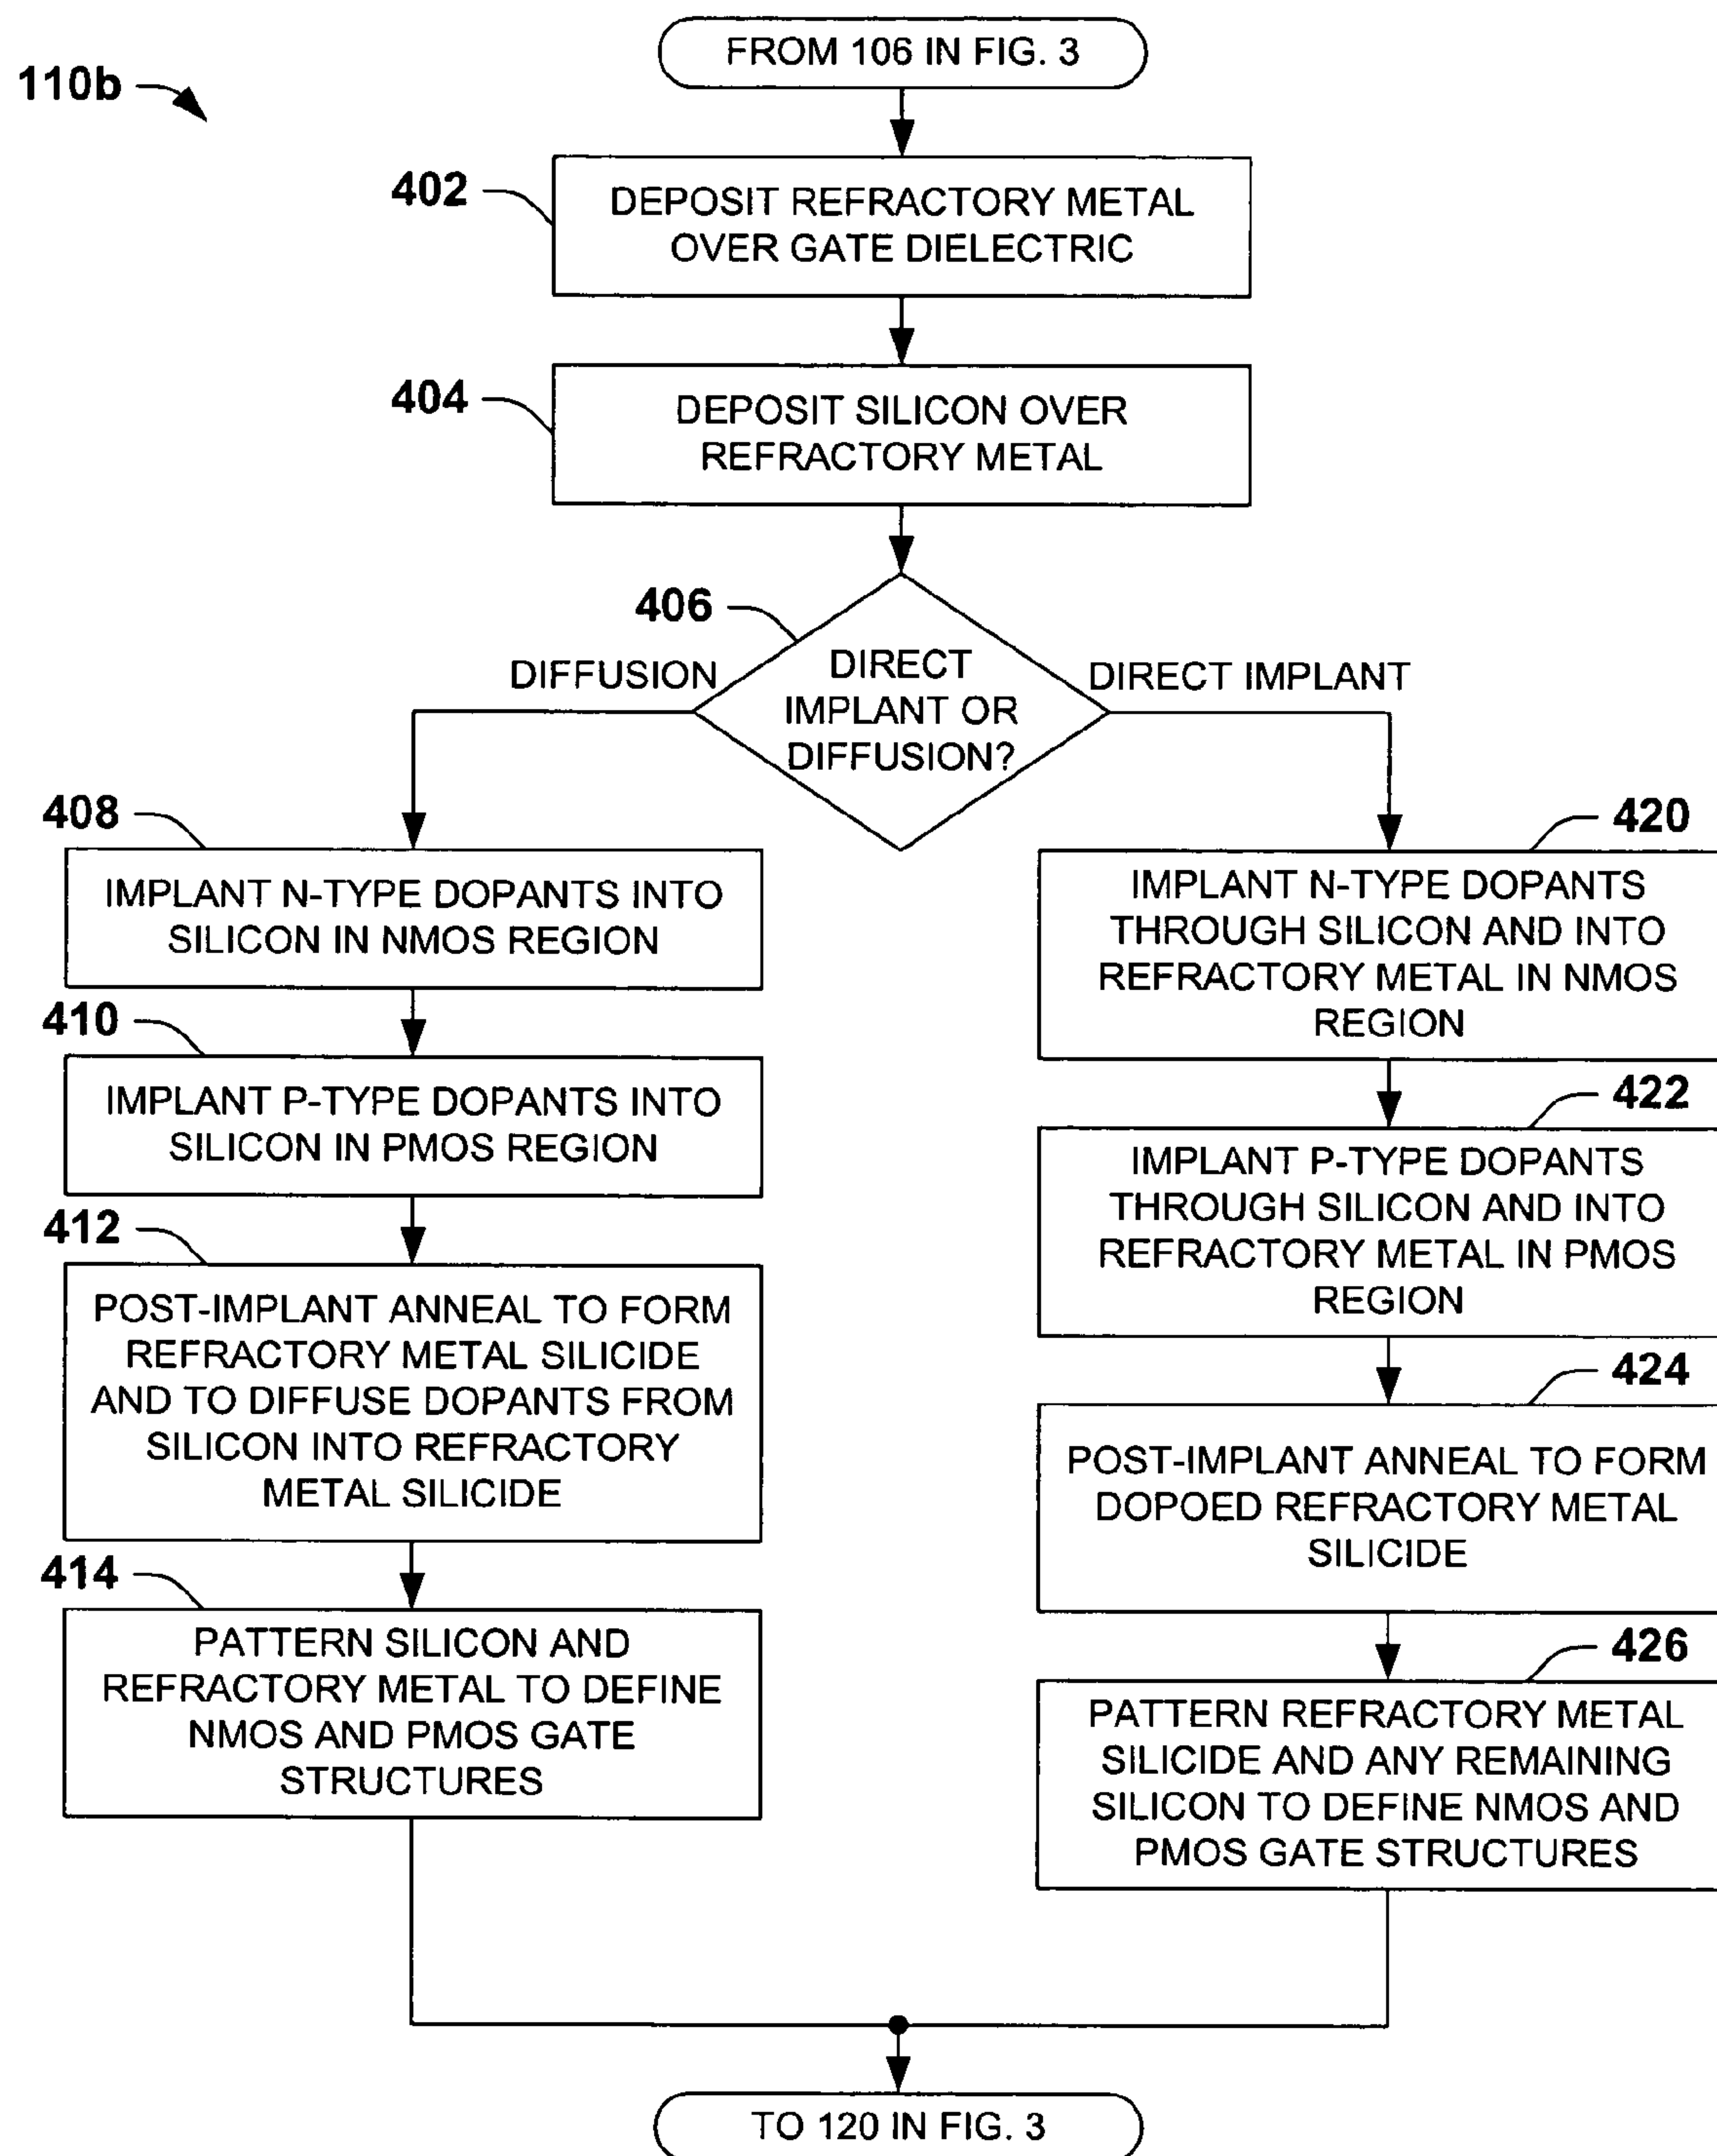 FROM 106 IN FIG. 3
110b
402
DEPOSIT REFRACTORY METAL
OVER GATE DIELECTRIC
404
DEPOSIT SILICON OVER
REFRACTORY METAL
406
DIRECT
IMPLANT OR
DIFFUSION?
DIFFUSION
DIRECT IMPLANT
408
IMPLANT N-TYPE DOPANTS INTO
SILICON IN NMOS REGION
410
IMPLANT P-TYPE DOPANTS INTO
SILICON IN PMOS REGION
412
POST-IMPLANT ANNEAL TO FORM
REFRACTORY METAL SILICIDE
AND TO DIFFUSE DOPANTS FROM
SILICON INTO REFRACTORY
METAL SILICIDE
414
PATTERN SILICON AND
REFRACTORY METAL TO DEFINE
NMOS AND PMOS GATE
STRUCTURES
420
IMPLANT N-TYPE DOPANTS
THROUGH SILICON AND INTO
REFRACTORY METAL IN NMOS
REGION
422
IMPLANT P-TYPE DOPANTS
THROUGH SILICON AND INTO
REFRACTORY METAL IN PMOS
REGION
424
POST-IMPLANT ANNEAL TO FORM
DOPOED REFRACTORY METAL
SILICIDE
426
PATTERN REFRACTORY METAL
SILICIDE AND ANY REMAINING
SILICON TO DEFINE NMOS AND
PMOS GATE STRUCTURES
TO 120 IN FIG. 3